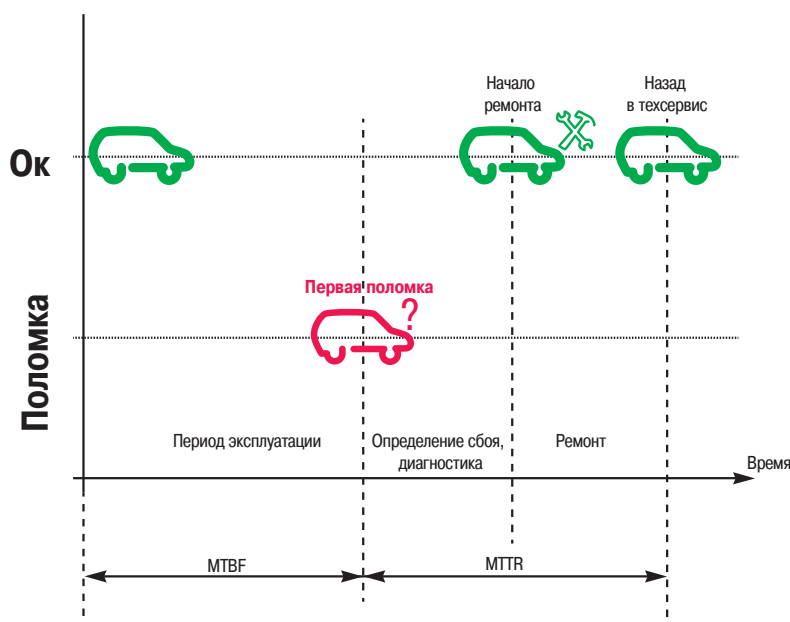 Начало
ремонта
Назад
в техсервис
Ок
Первая поломка
?
Поломка
Период эксплуатации
Определение сбоя,
диагностика
Ремонт
Время
MTBF
MTTR